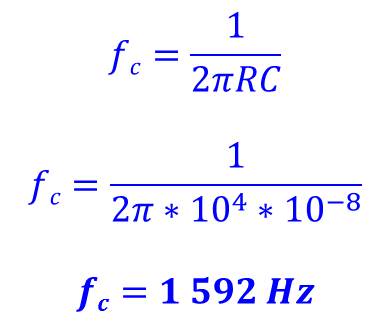 f_c = 1 / 2πRC
f_c = 1 / 2π * 10^4 * 10^−8
f_c = 1 592 Hz